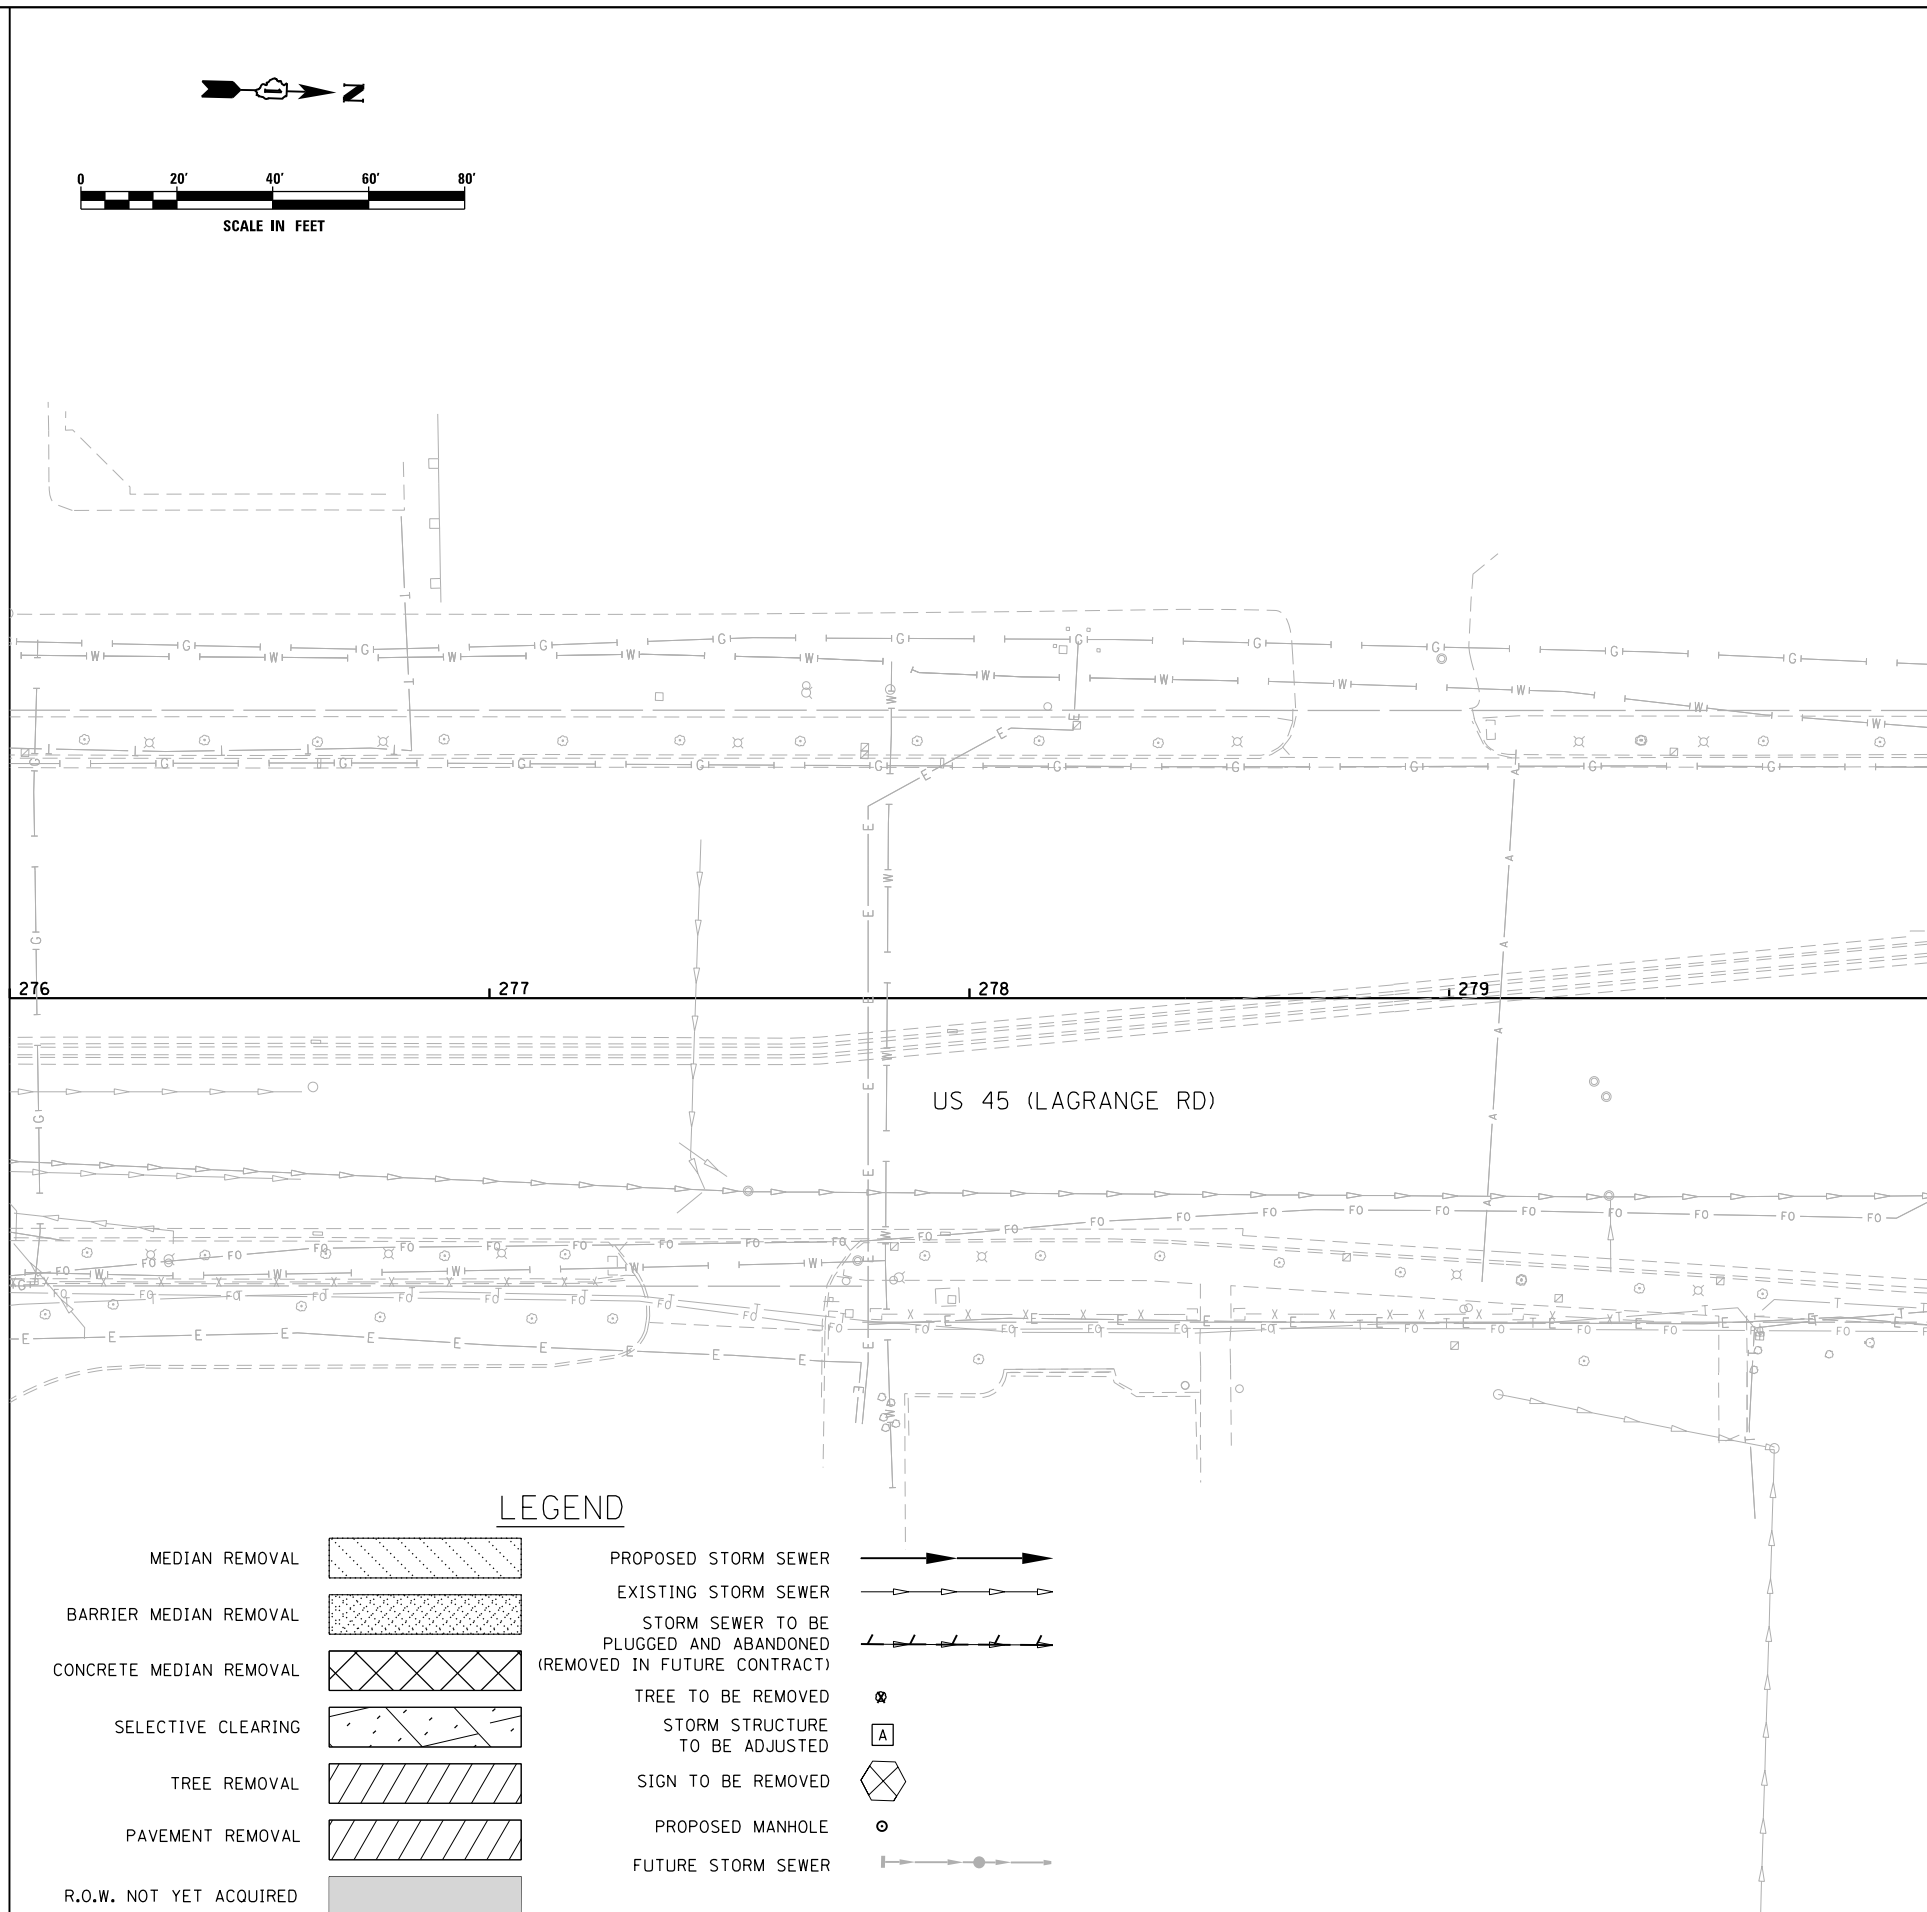 N
0 20' 40' 60' 80'
SCALE IN FEET
276 277 278 279
US 45 (LAGRANGE RD)
LEGEND
MEDIAN REMOVAL
BARRIER MEDIAN REMOVAL
CONCRETE MEDIAN REMOVAL
SELECTIVE CLEARING
TREE REMOVAL
PAVEMENT REMOVAL
R.O.W. NOT YET ACQUIRED
PROPOSED STORM SEWER
EXISTING STORM SEWER
STORM SEWER TO BE
PLUGGED AND ABANDONED
(REMOVED IN FUTURE CONTRACT)
TREE TO BE REMOVED
STORM STRUCTURE
TO BE ADJUSTED
A
SIGN TO BE REMOVED
PROPOSED MANHOLE
FUTURE STORM SEWER